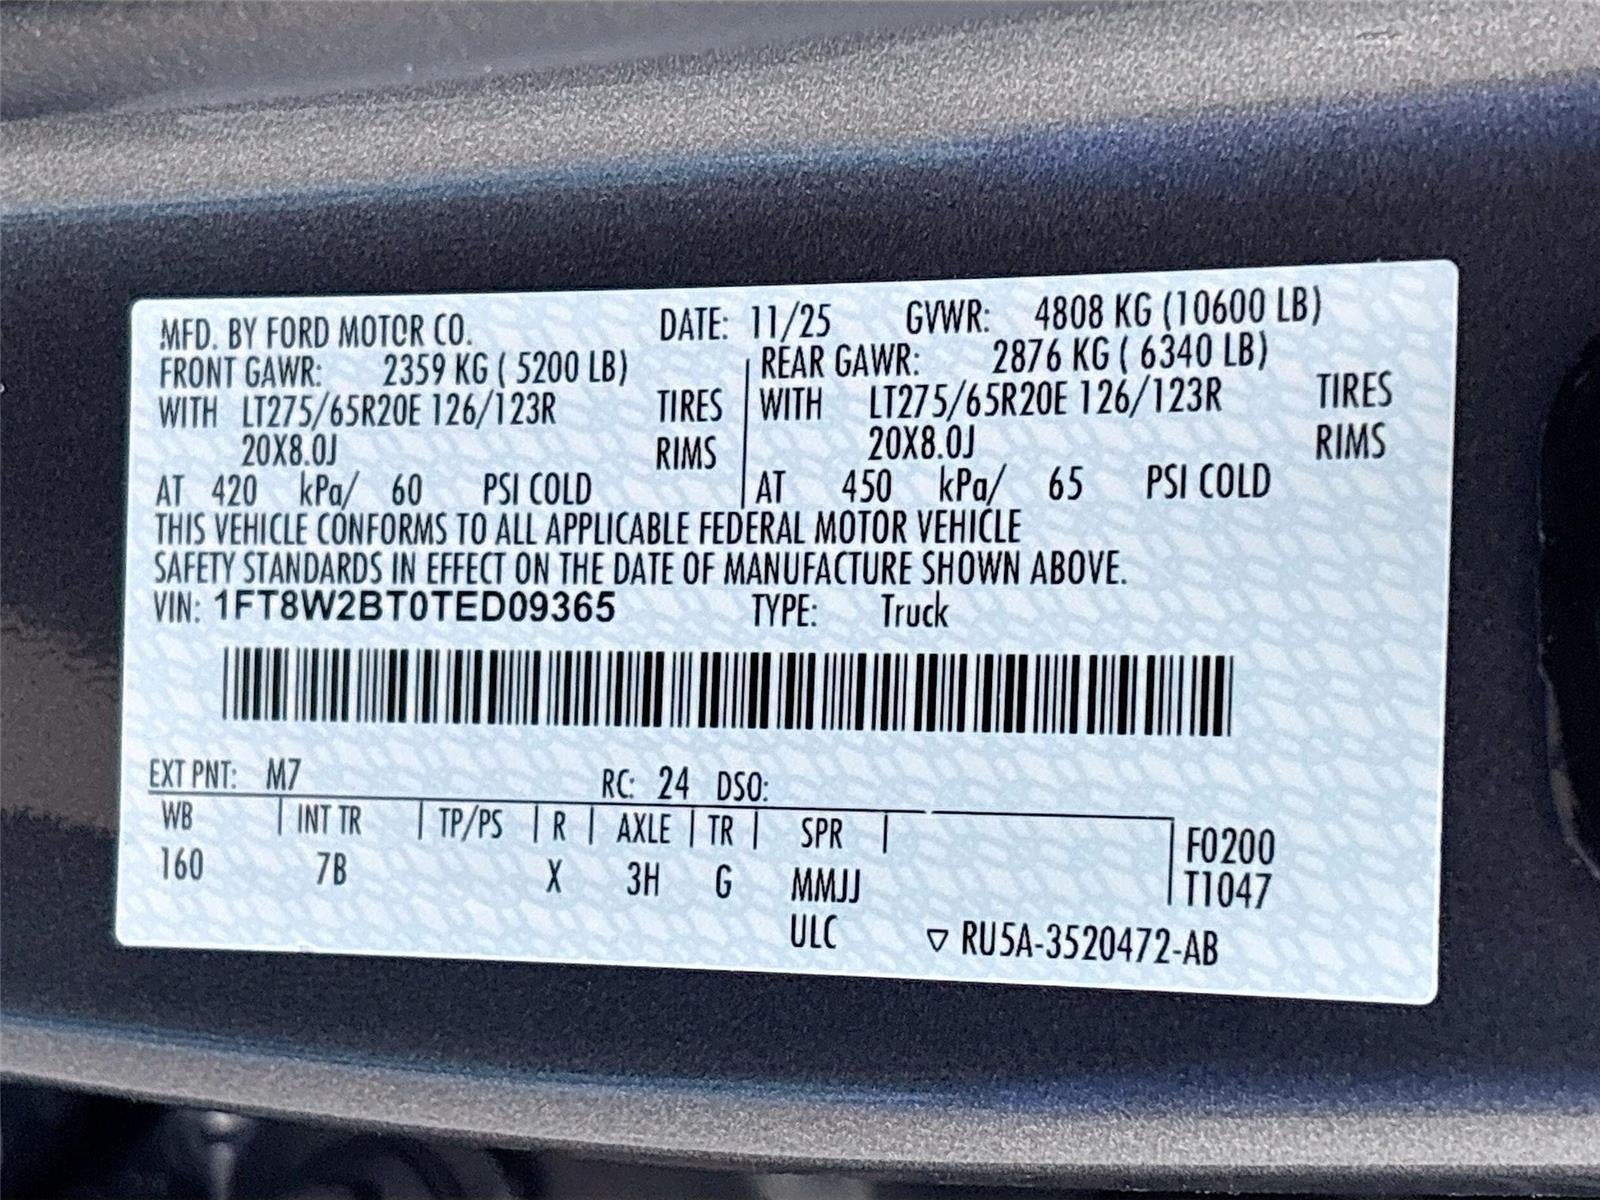 MFD. BY FORD MOTOR CO. DATE: 11/25 GVWR: 4808 KG (10600 LB)
FRONT GAWR: 2359 KG ( 5200 LB) REAR GAWR: 2876 KG ( 6340 LB)
WITH LT275/65R20E 126/123R TIRES WITH LT275/65R20E 126/123R TIRES
20X8.0J RIMS 20X8.0J RIMS
AT 420 kPa/ 60 PSI COLD AT 450 kPa/ 65 PSI COLD
THIS VEHICLE CONFORMS TO ALL APPLICABLE FEDERAL MOTOR VEHICLE
SAFETY STANDARDS IN EFFECT ON THE DATE OF MANUFACTURE SHOWN ABOVE.
VIN: 1FT8W2BT0TED09365 TYPE: Truck
EXT PNT: M7 RC: 24 DSO:
WB | INT TR | TP/PS | R | AXLE | TR | SPR | F0200
160 7B X 3H G MMJJ T1047
ULC ▽ RU5A-3520472-AB